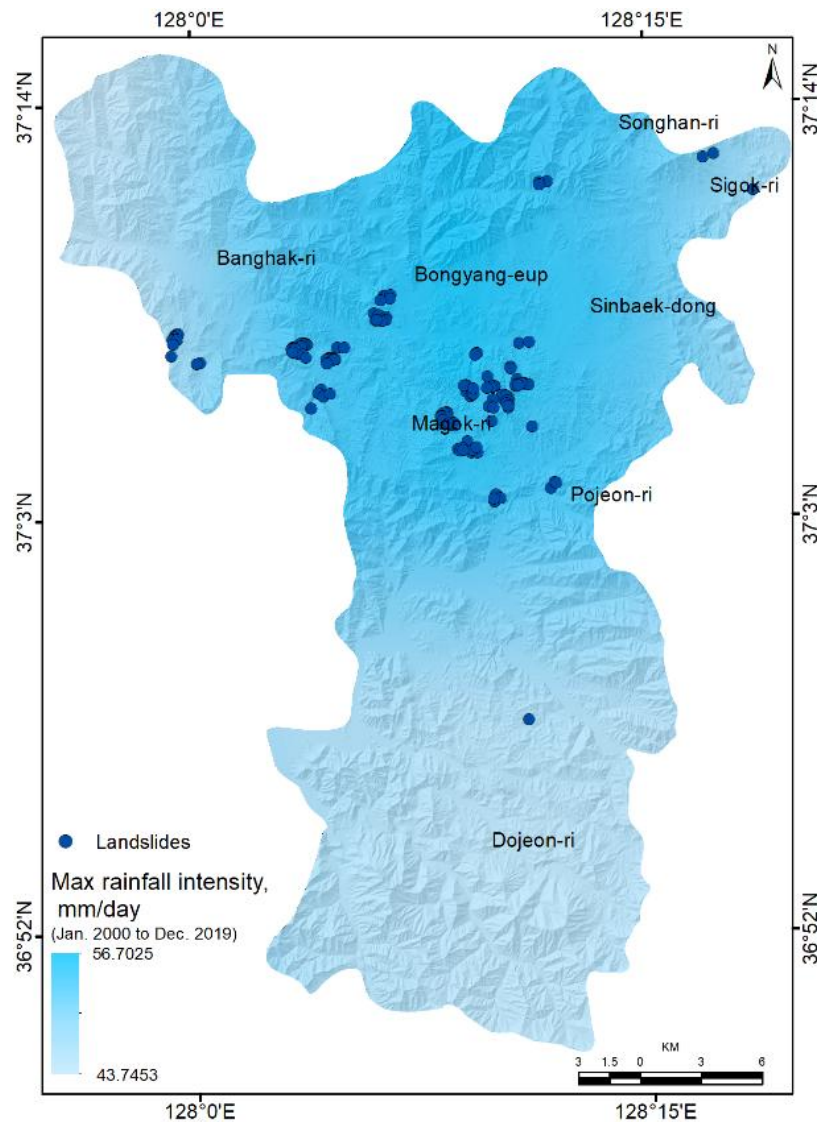 128°0'E 128°15'E
N
37°14'N 37°14'N
Songhan-ri
Sigok-ri
Banghak-ri
Bongyang-eup
Sinbaek-dong
Magok-ri
Pojeon-ri
37°3'N 37°3'N
Dojeon-ri
Landslides
Max rainfall intensity,
mm/day
(Jan. 2000 to Dec. 2019)
56.7025
43.7453
36°52'N 36°52'N
KM
3 1.5 0 3 6
128°0'E 128°15'E